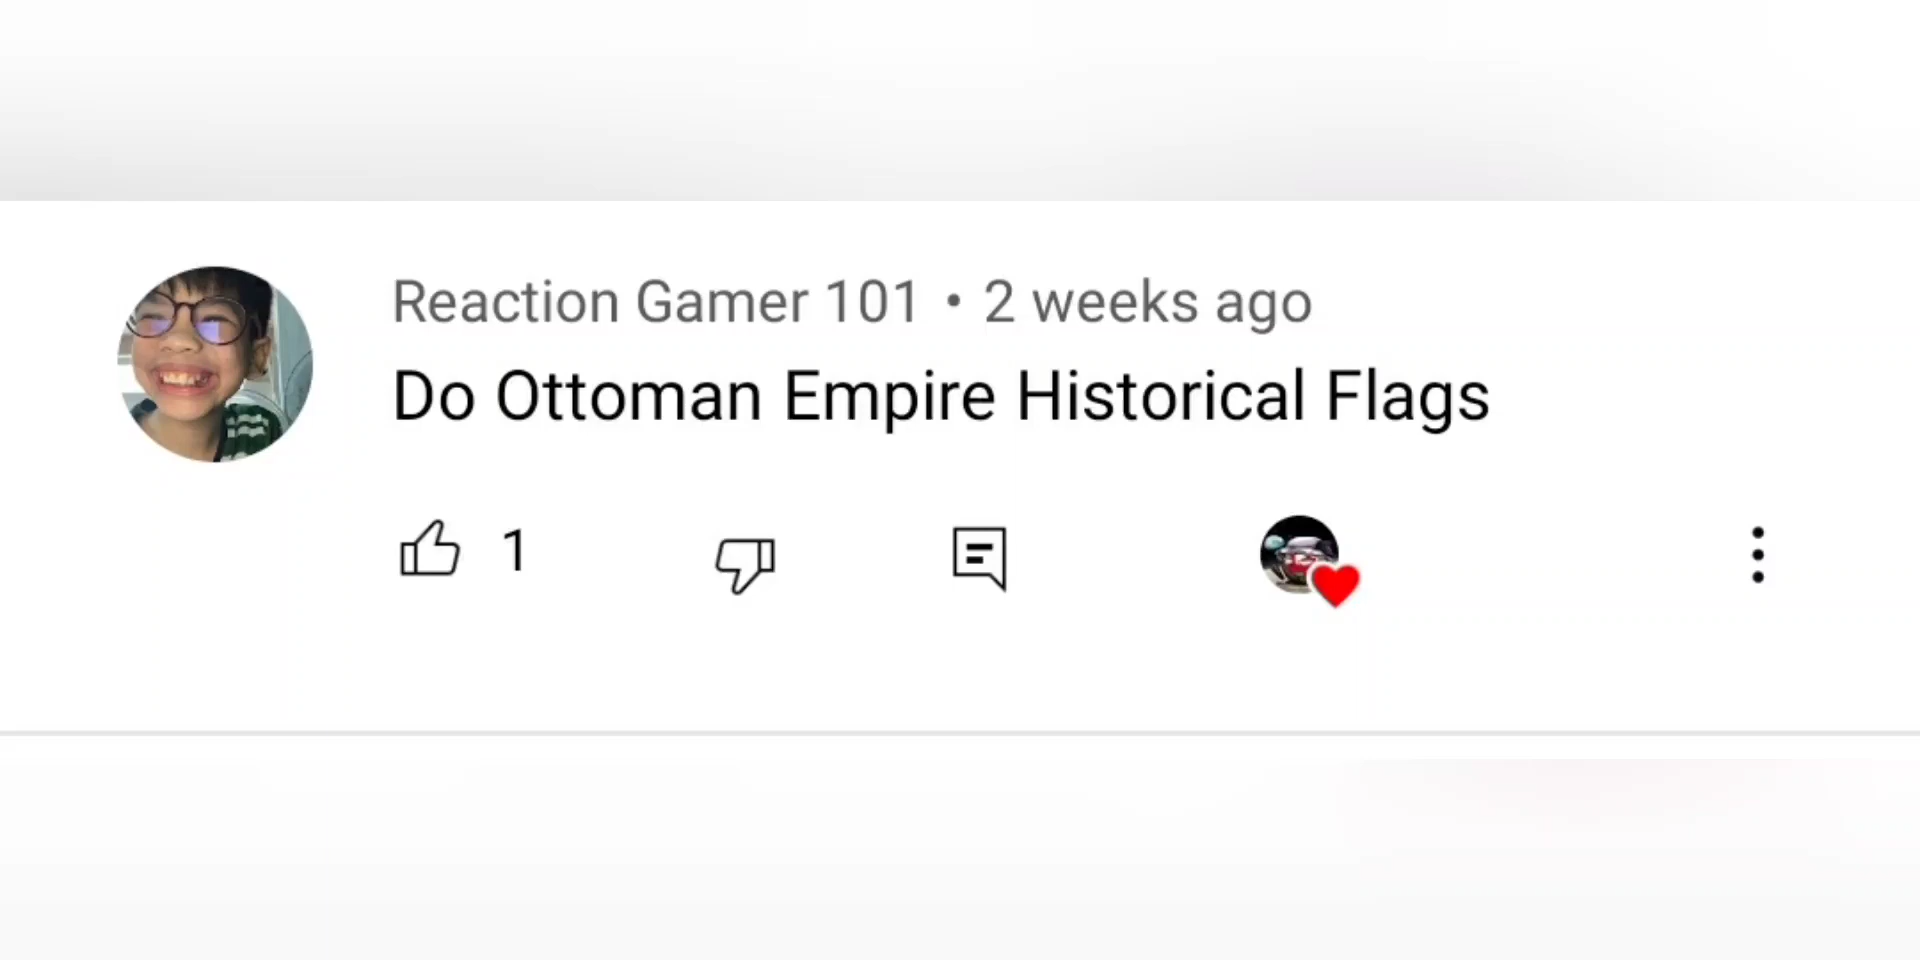 Reaction Gamer 101 • 2 weeks ago
Do Ottoman Empire Historical Flags
1